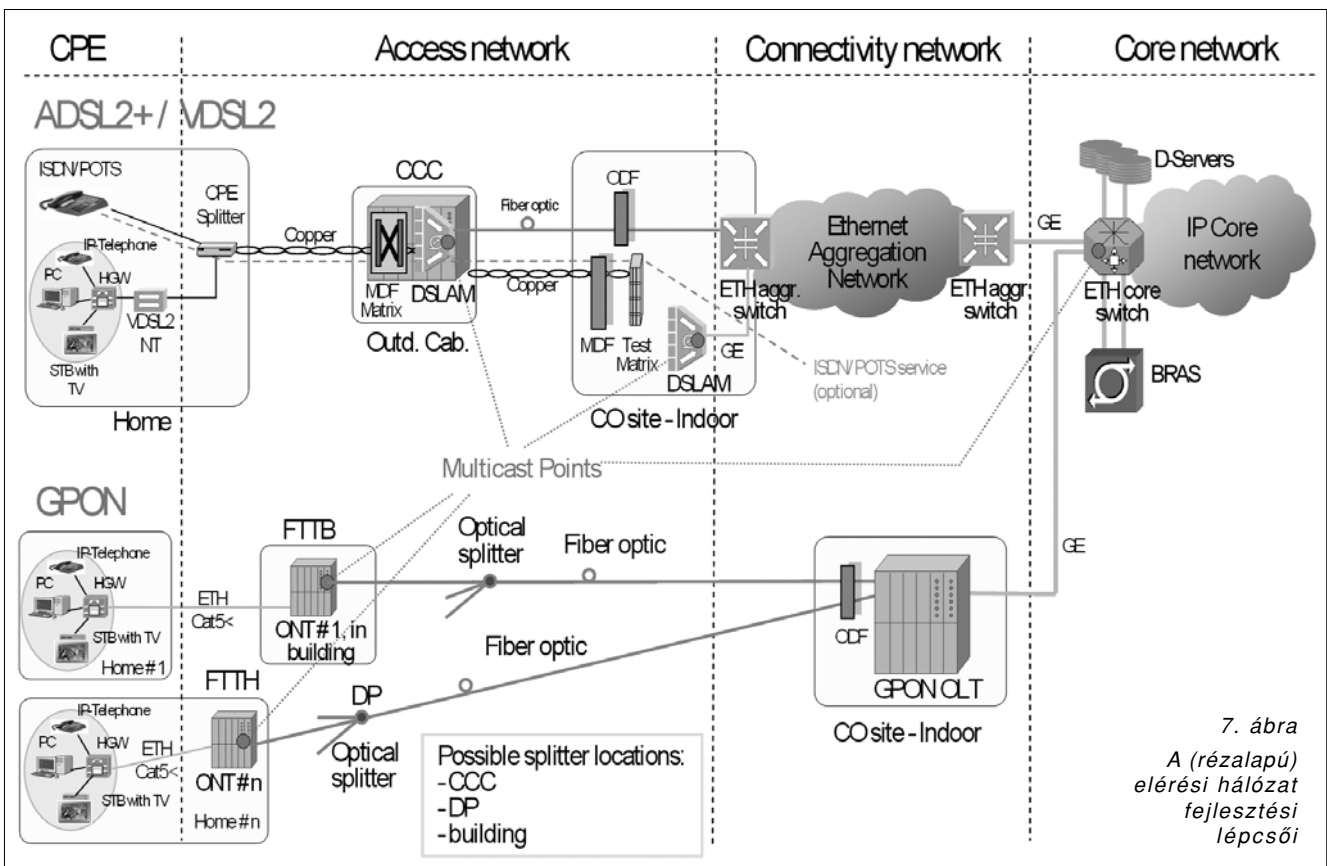 CPE
Access network
Connectivity network
Core network
ADSL2+ / VDSL2
ISDN/POTS
CPE
Splitter
IP-Telephone
PC
HGW
VDSL2
NT
STB with
TV
Home
Copper
CCC
MDF
Matrix
DSLAM
Outd. Cab.
Fiber optic
Copper
ODF
MDF
Test
Matrix
DSLAM
CO site - Indoor
GE
ETH aggr.
switch
Ethernet
Aggregation
Network
ETH aggr.
switch
ISDN/POTS service
(optional)
GE
D-Servers
IP Core
network
ETH core
switch
BRAS
Multicast Points
GPON
IP-Telephone
PC
HGW
STB with TV
Home # 1
ETH
Cat5<
FTTB
ONT # 1, in
building
Optical
splitter
Fiber optic
Fiber optic
ODF
GPON OLT
CO site - Indoor
GE
FTTH
IP-Telephone
PC
HGW
ETH
Cat5<
STB with TV
ONT # n
Home # n
DP
Optical
splitter
Possible splitter locations:
- CCC
- DP
- building
7. ábra
A (rézalapú)
elérési hálózat
fejlesztési
lépcsői